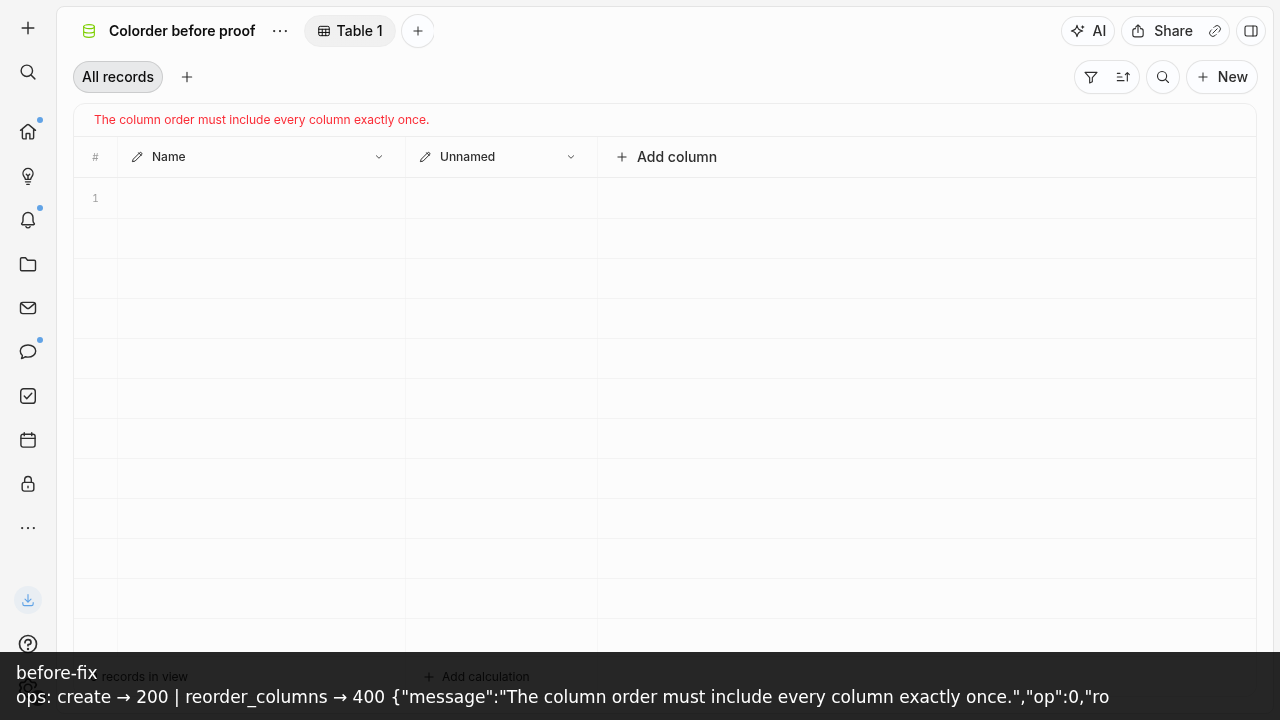 Colorder before proof
Table 1
AI
Share
All records
New
The column order must include every column exactly once.
#
Name
Unnamed
Add column
1
records in view
Add calculation
before-fix
ops: create → 200 | reorder_columns → 400 {"message":"The column order must include every column exactly once.","op":0,"ro